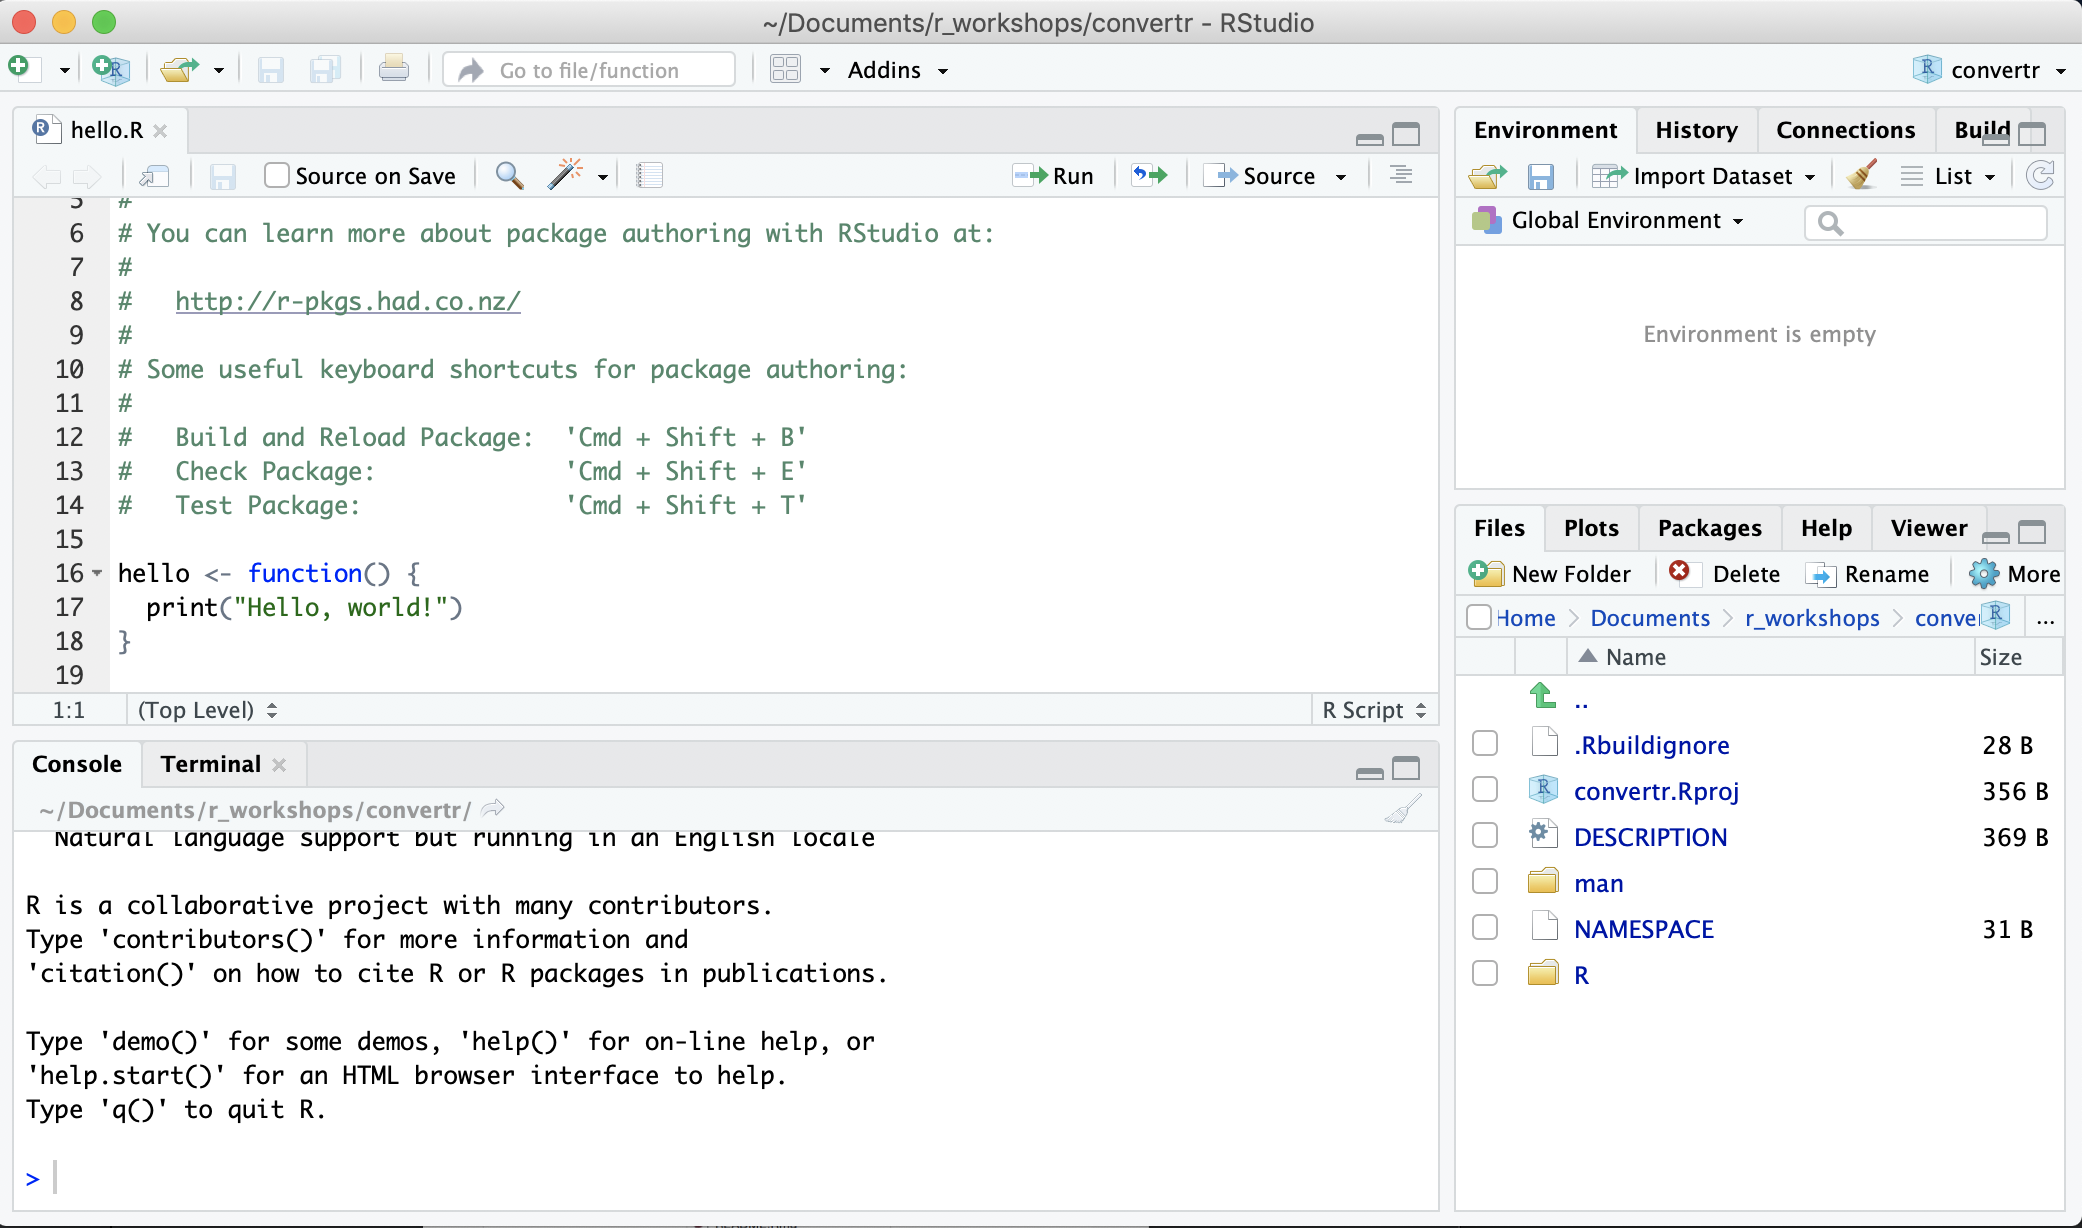 ~/Documents/r_workshops/convertr - RStudio
Go to file/function
Addins
convertr
hello.R
Source on Save
Run
Source
5 #
6 # You can learn more about package authoring with RStudio at:
7 #
8 #   http://r-pkgs.had.co.nz/
9 #
10 # Some useful keyboard shortcuts for package authoring:
11 #
12 #   Build and Reload Package:  'Cmd + Shift + B'
13 #   Check Package:             'Cmd + Shift + E'
14 #   Test Package:              'Cmd + Shift + T'
15
16 hello <- function() {
17   print("Hello, world!")
18 }
19
1:1 (Top Level) R Script
Console Terminal
~/Documents/r_workshops/convertr/
Natural language support but running in an English locale
R is a collaborative project with many contributors.
Type 'contributors()' for more information and
'citation()' on how to cite R or R packages in publications.
Type 'demo()' for some demos, 'help()' for on-line help, or
'help.start()' for an HTML browser interface to help.
Type 'q()' to quit R.
>
Environment History Connections Build
Import Dataset List
Global Environment
Environment is empty
Files Plots Packages Help Viewer
New Folder Delete Rename More
Home Documents r_workshops conve ...
Name Size
..
.Rbuildignore 28 B
convertr.Rproj 356 B
DESCRIPTION 369 B
man
NAMESPACE 31 B
R